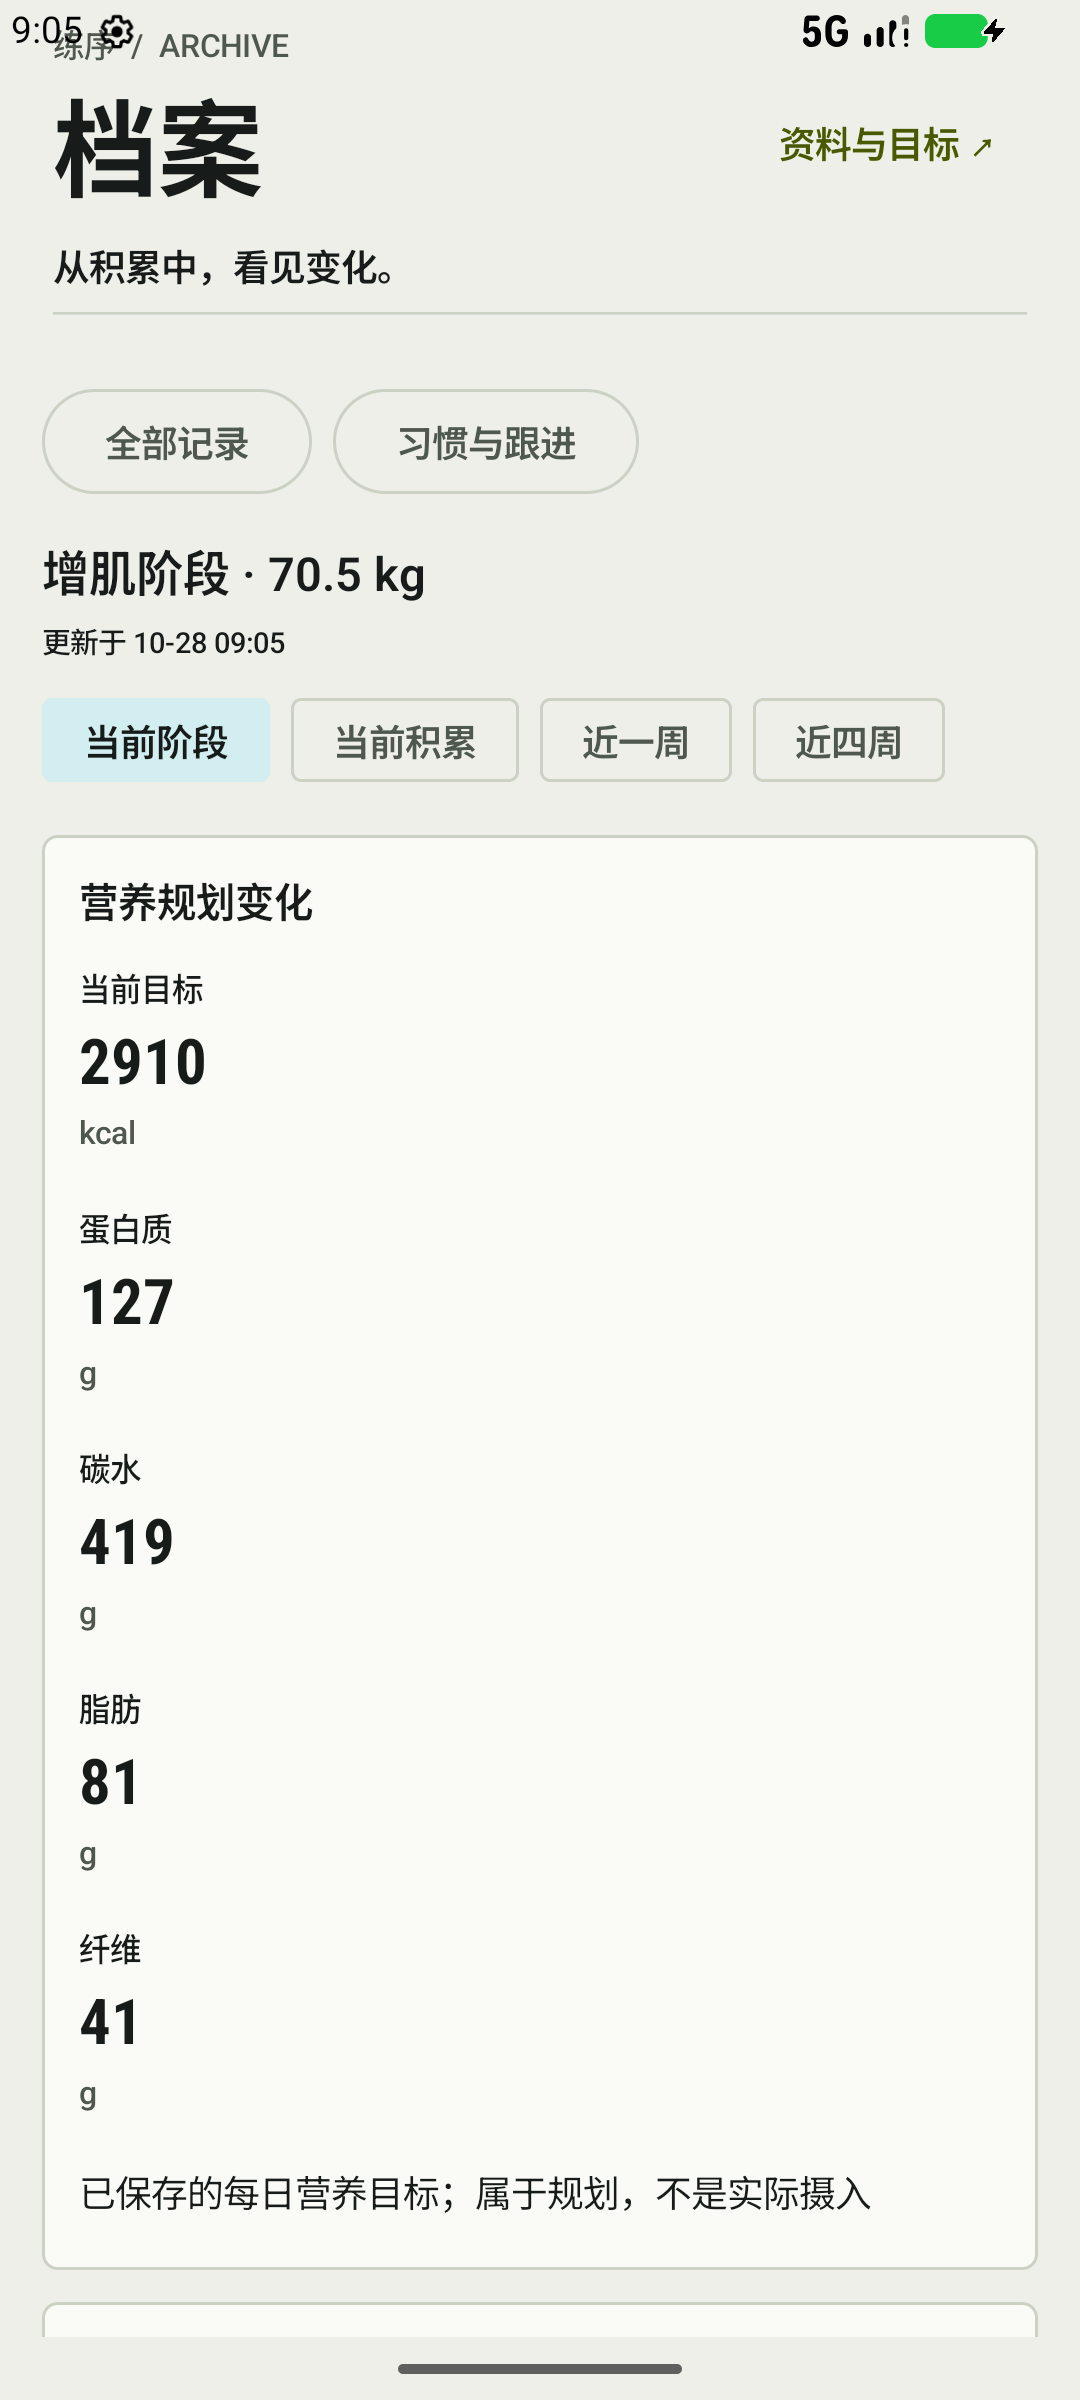 9:05
5G
练序 / ARCHIVE
档案
资料与目标 ↗
从积累中，看见变化。
全部记录
习惯与跟进
增肌阶段 · 70.5 kg
更新于 10-28 09:05
当前阶段
当前积累
近一周
近四周
营养规划变化
当前目标
2910
kcal
蛋白质
127
g
碳水
419
g
脂肪
81
g
纤维
41
g
已保存的每日营养目标；属于规划，不是实际摄入